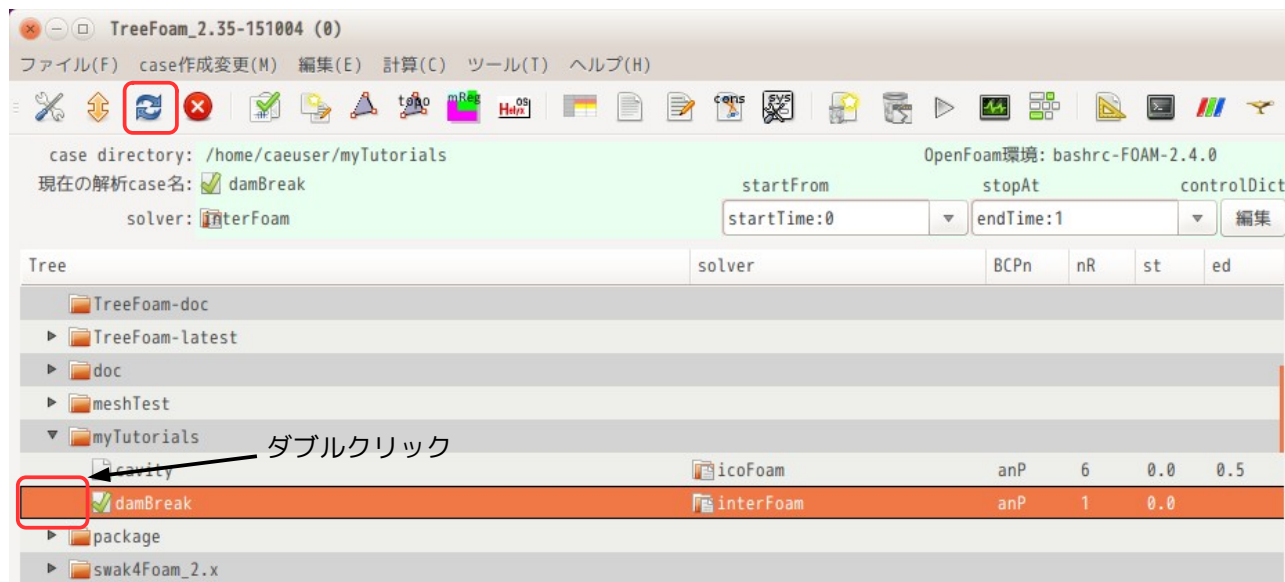 TreeFoam_2.35-151004 (0)
ファイル(F) case作成変更(M) 編集(E) 計算(C) ツール(T) ヘルプ(H)
topo mReg Helyx OS cons sys
case directory: /home/caeuser/myTutorials OpenFoam環境: bashrc-FOAM-2.4.0
現在の解析case名: damBreak startFrom stopAt controlDict
solver: interFoam startTime:0 endTime:1 編集
Tree solver BCPn nR st ed
TreeFoam-doc
TreeFoam-latest
doc
meshTest
myTutorials
ダブルクリック
cavity icoFoam anP 6 0.0 0.5
damBreak interFoam anP 1 0.0
package
swak4Foam_2.x